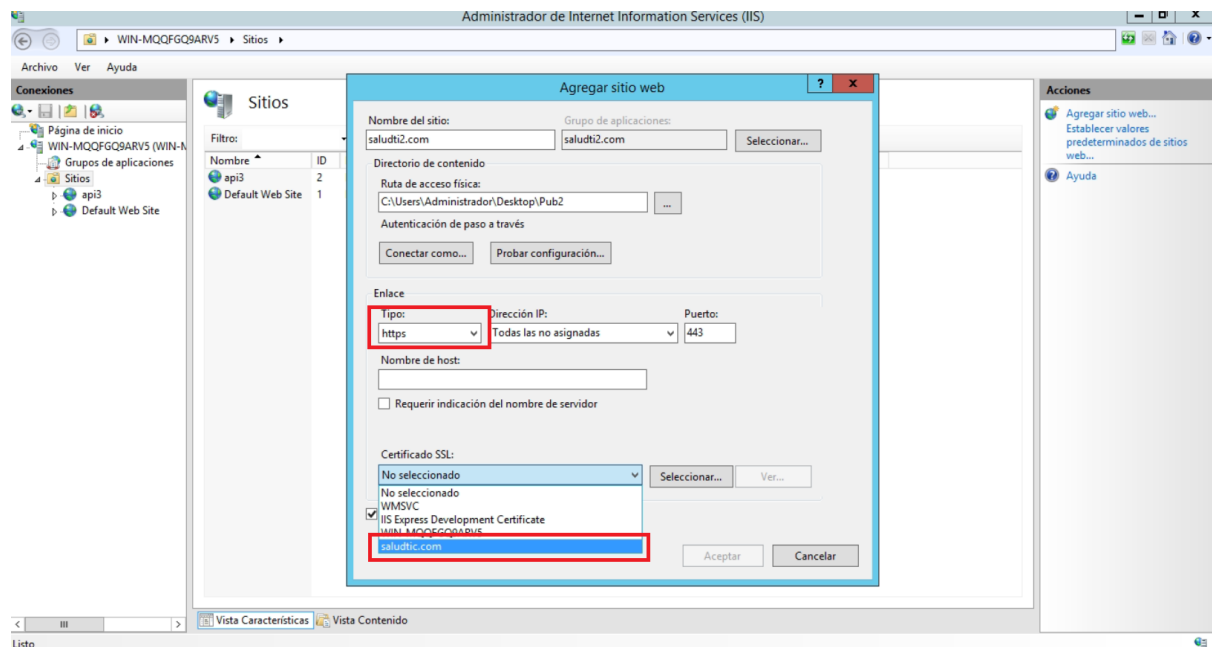 Administrador de Internet Information Services (IIS)
WIN-MQQFGQ9ARV5 Sitios
Archivo Ver Ayuda
Conexiones
Página de inicio
WIN-MQQFGQ9ARV5 (WIN-M
Grupos de aplicaciones
Sitios
api3
Default Web Site
Sitios
Filtro:
Nombre ID
api3 2
Default Web Site 1
Agregar sitio web
? x
Nombre del sitio: Grupo de aplicaciones:
saludti2.com saludti2.com Seleccionar...
Directorio de contenido
Ruta de acceso física:
C:\Users\Administrador\Desktop\Pub2 ...
Autenticación de paso a través
Conectar como... Probar configuración...
Enlace
Tipo: Dirección IP: Puerto:
https Todas las no asignadas 443
Nombre de host:
Requerir indicación del nombre de servidor
Certificado SSL:
No seleccionado Seleccionar... Ver...
No seleccionado
WMSVC
IIS Express Development Certificate
WIN-MQQFGQ9ARV5
saludtic.com
Aceptar Cancelar
Acciones
Agregar sitio web...
Establecer valores
predeterminados de sitios
web...
Ayuda
Vista Características Vista Contenido
Listo